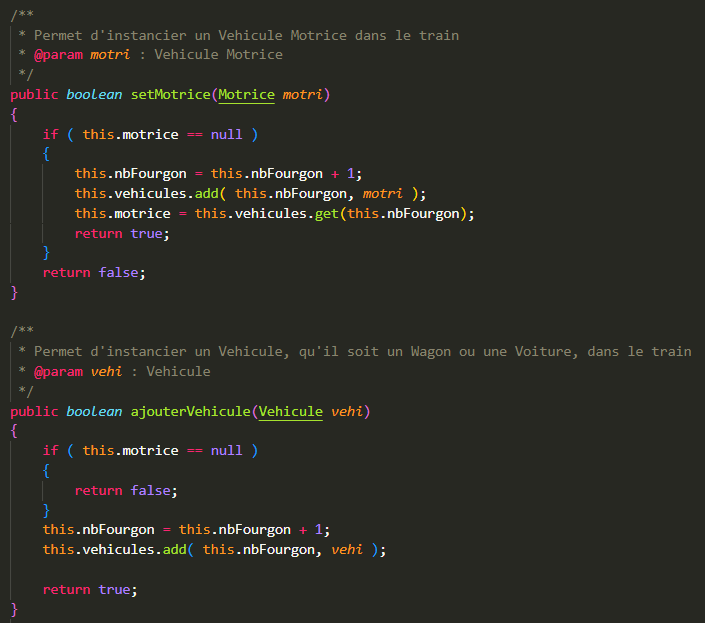 /**
 * Permet d'instancier un Vehicule Motrice dans le train
 * @param motri : Vehicule Motrice
 */
public boolean setMotrice(Motrice motri)
{
    if ( this.motrice == null )
    {
        this.nbFourgon = this.nbFourgon + 1;
        this.vehicules.add( this.nbFourgon, motri );
        this.motrice = this.vehicules.get(this.nbFourgon);
        return true;
    }
    return false;
}

/**
 * Permet d'instancier un Vehicule, qu'il soit un Wagon ou une Voiture, dans le train
 * @param vehi : Vehicule
 */
public boolean ajouterVehicule(Vehicule vehi)
{
    if ( this.motrice == null )
    {
        return false;
    }
    this.nbFourgon = this.nbFourgon + 1;
    this.vehicules.add( this.nbFourgon, vehi );

    return true;
}